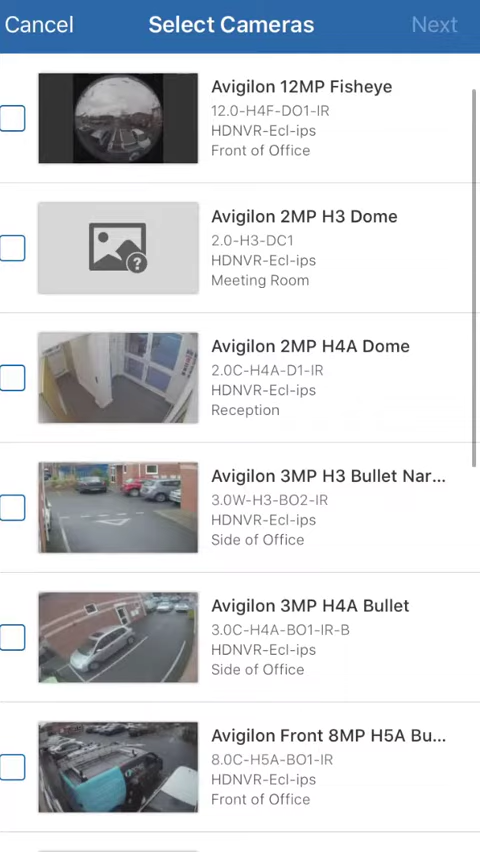 Cancel
Select Cameras
Next
Avigilon 12MP Fisheye
12.0-H4F-DO1-IR
HDNVR-Ecl-ips
Front of Office
Avigilon 2MP H3 Dome
2.0-H3-DC1
HDNVR-Ecl-ips
Meeting Room
Avigilon 2MP H4A Dome
2.0C-H4A-D1-IR
HDNVR-Ecl-ips
Reception
Avigilon 3MP H3 Bullet Nar...
3.0W-H3-BO2-IR
HDNVR-Ecl-ips
Side of Office
Avigilon 3MP H4A Bullet
3.0C-H4A-BO1-IR-B
HDNVR-Ecl-ips
Side of Office
Avigilon Front 8MP H5A Bu...
8.0C-H5A-BO1-IR
HDNVR-Ecl-ips
Front of Office